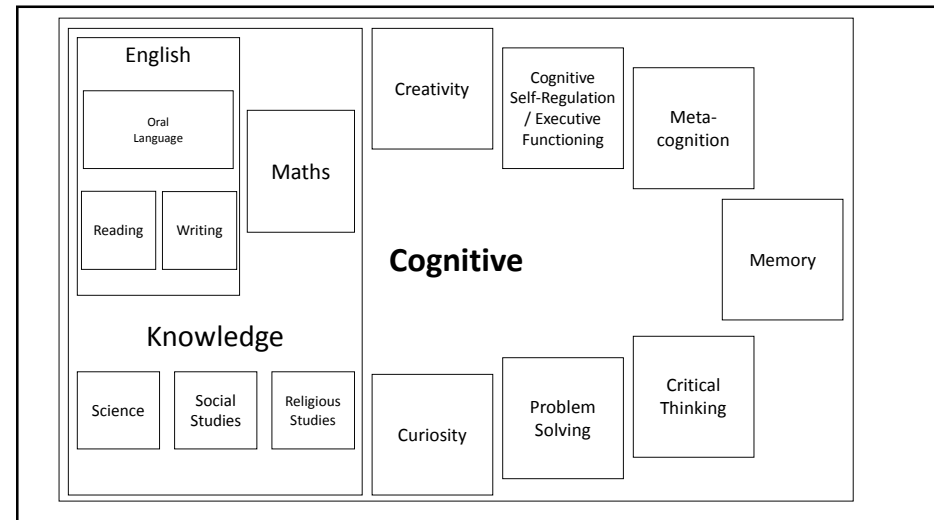 English
Oral
Language
Reading
Writing
Maths
Knowledge
Science
Social
Studies
Religious
Studies
Cognitive
Creativity
Cognitive
Self-Regulation
/ Executive
Functioning
Meta-
cognition
Memory
Critical
Thinking
Problem
Solving
Curiosity